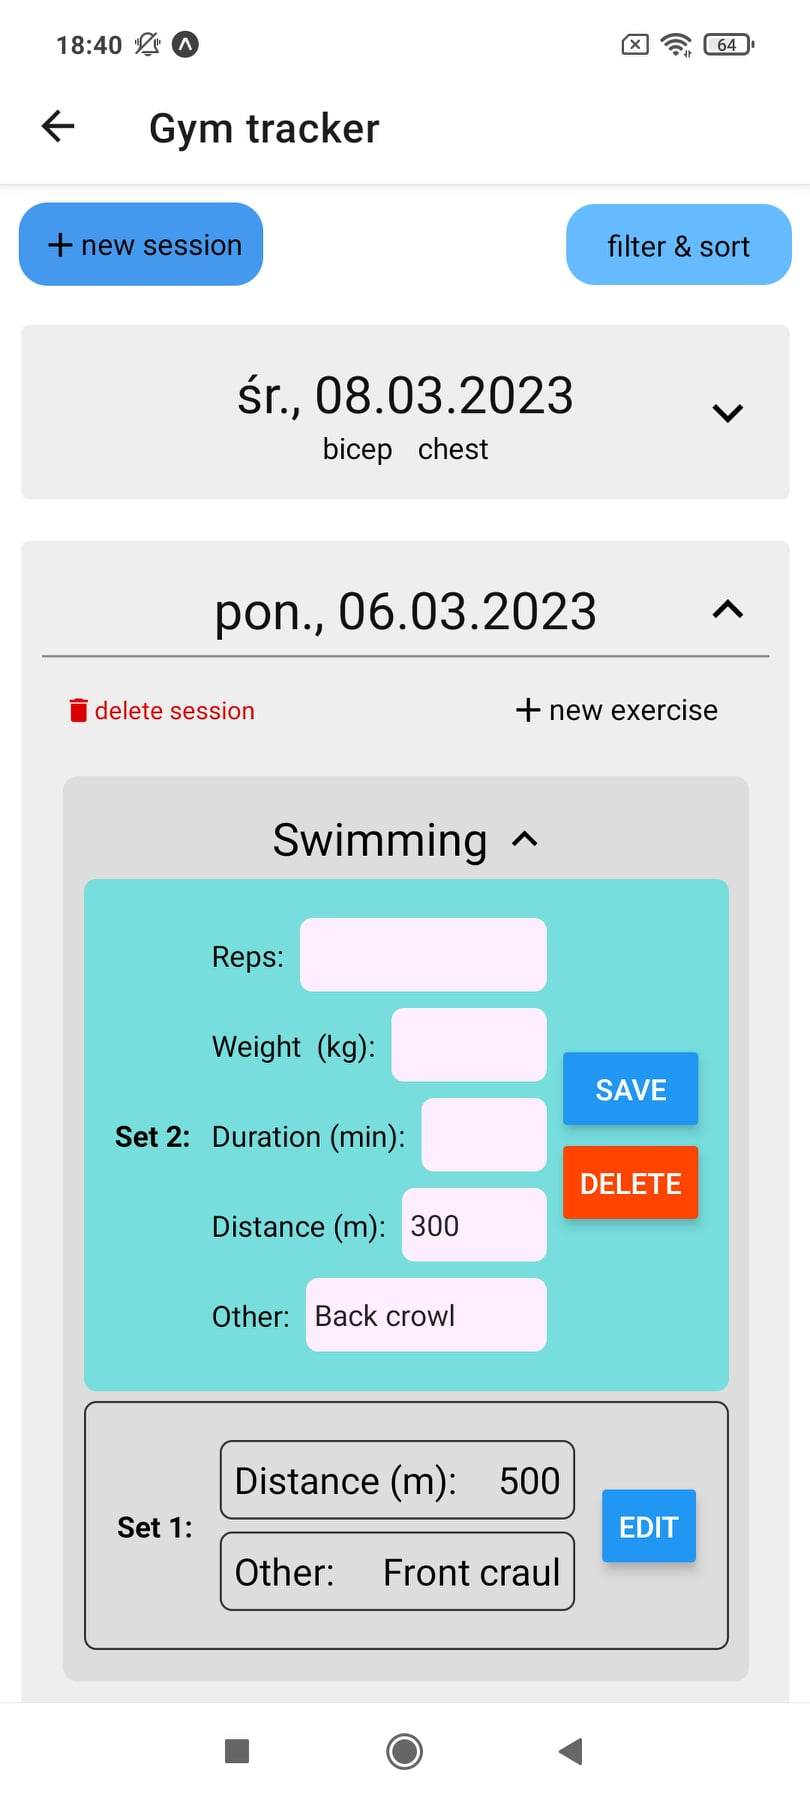 18:40
64
Gym tracker
+ new session
filter & sort
śr., 08.03.2023
bicep chest
pon., 06.03.2023
delete session
+ new exercise
Swimming
Reps:
Weight (kg):
SAVE
Set 2: Duration (min):
DELETE
Distance (m): 300
Other: Back crowl
Distance (m): 500
Set 1:
EDIT
Other: Front craul